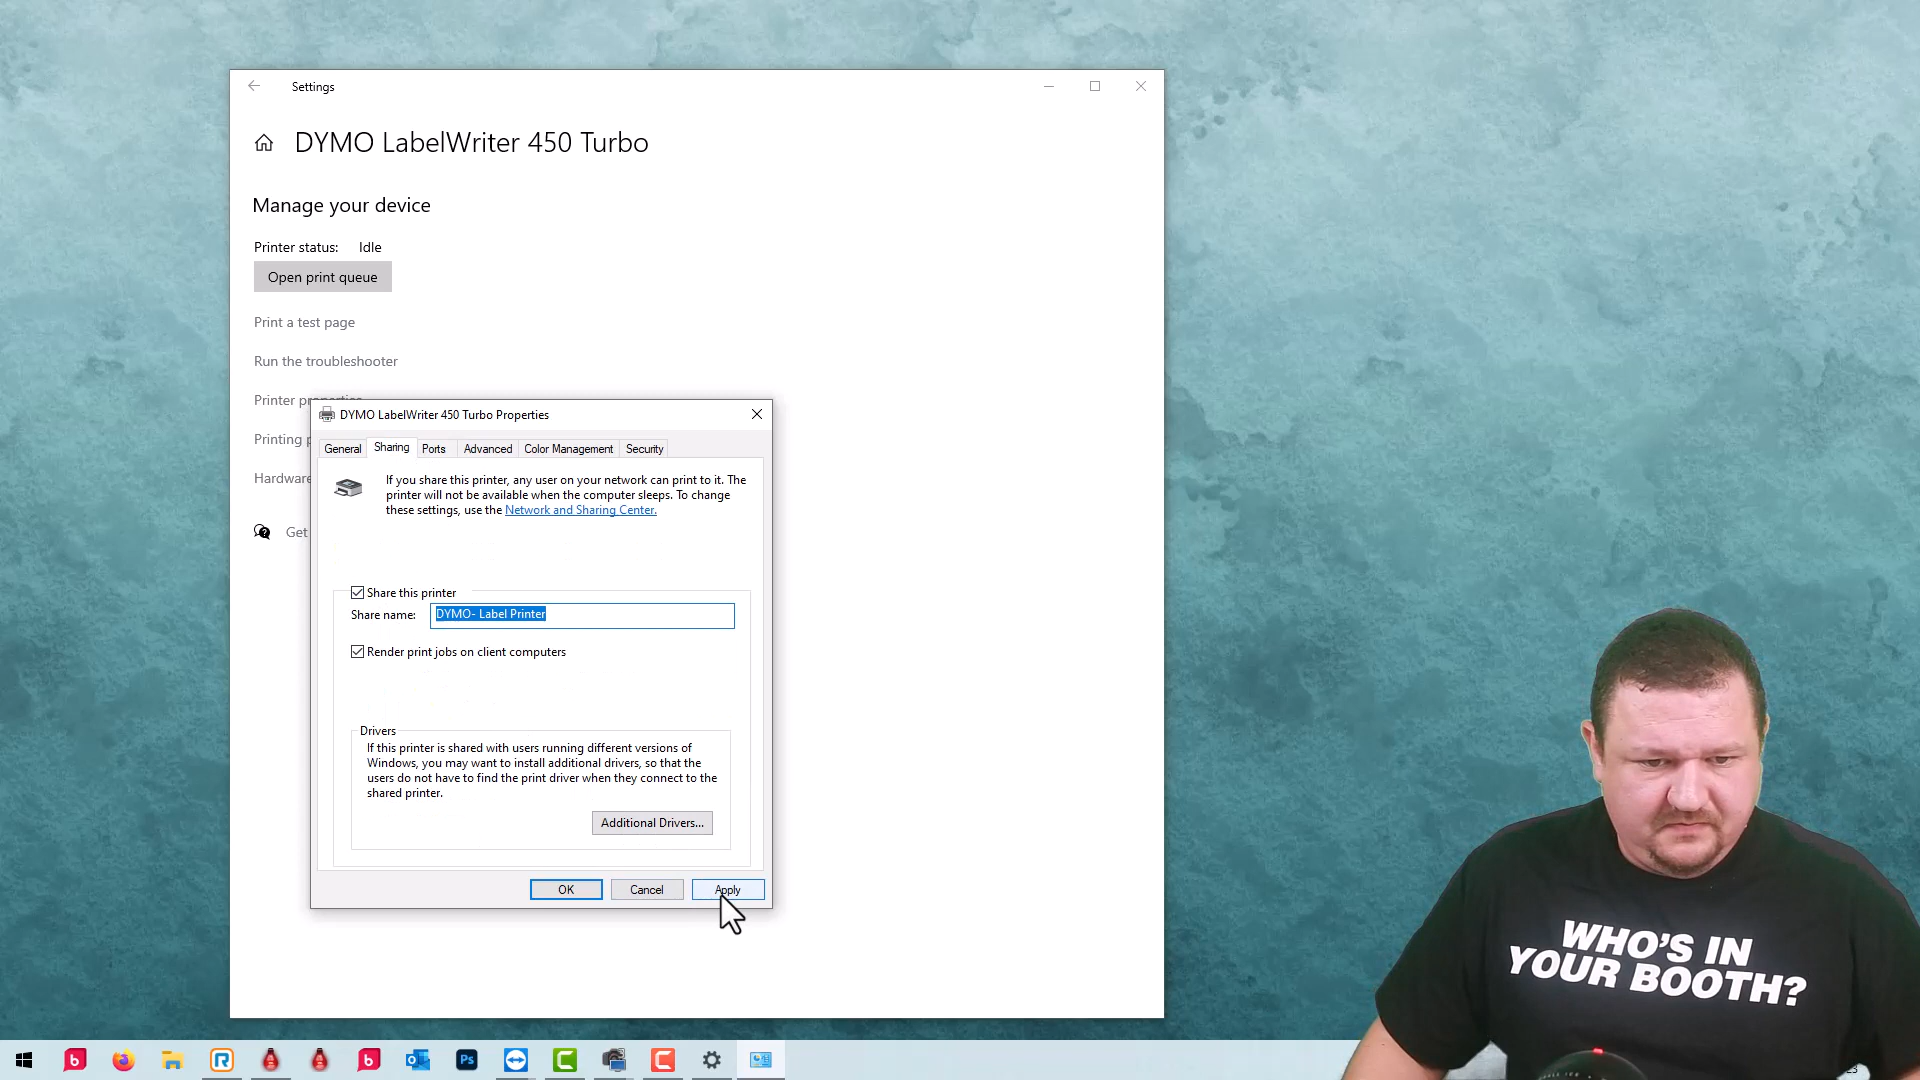 Settings
DYMO LabelWriter 450 Turbo
Manage your device
Printer status: Idle
Open print queue
Print a test page
Run the troubleshooter
Printer properties
Printing p
Hardware
Get
DYMO LabelWriter 450 Turbo Properties
General Sharing Ports Advanced Color Management Security
If you share this printer, any user on your network can print to it. The
printer will not be available when the computer sleeps. To change
these settings, use the Network and Sharing Center.
Share this printer
Share name: DYMO- Label Printer
Render print jobs on client computers
Drivers
If this printer is shared with users running different versions of
Windows, you may want to install additional drivers, so that the
users do not have to find the print driver when they connect to the
shared printer.
Additional Drivers...
OK Cancel Apply
WHO'S IN
YOUR BOOTH?
b R b Ps C C